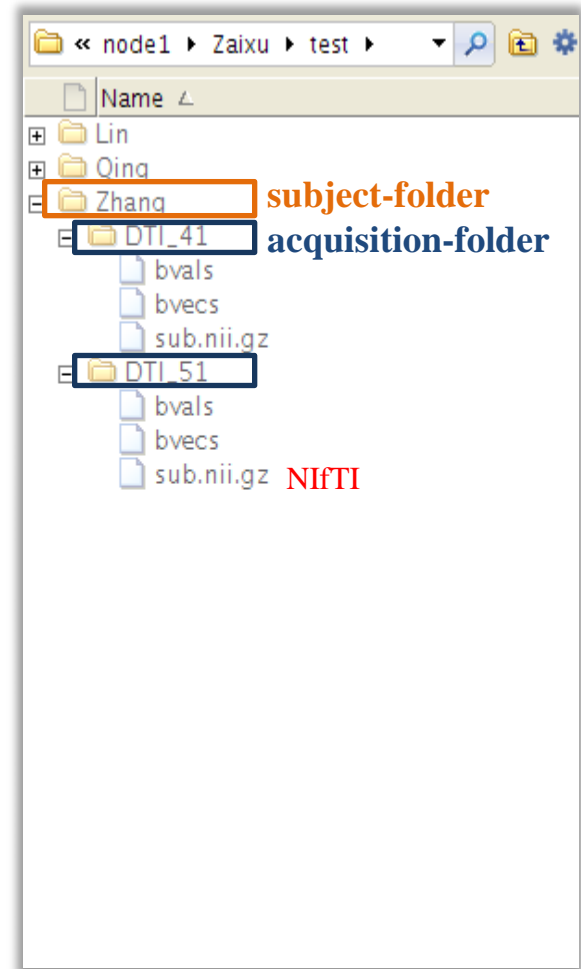 « node1 Zaixu test
Name
Lin
Qing
Zhang subject-folder
DTI_41 acquisition-folder
bvals
bvecs
sub.nii.gz
DTI_51
bvals
bvecs
sub.nii.gz NIfTI